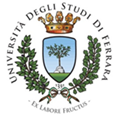 UNIVERSITÀ DEGLI STUDI DI FERRARA
- EX LABORE FRUCTUS -